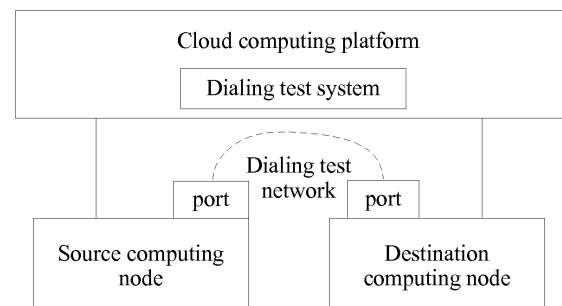 Cloud computing platform
Dialing test system
Dialing test
network
port
port
Source computing
node
Destination
computing node